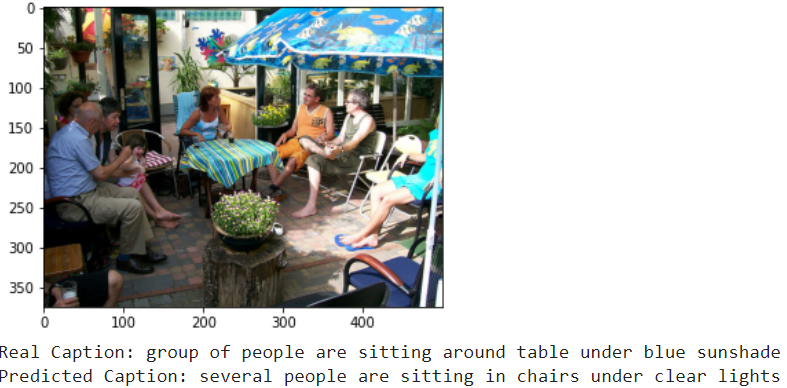 0
50
100
150
200
250
300
350
0 100 200 300 400
Real Caption: group of people are sitting around table under blue sunshade
Predicted Caption: several people are sitting in chairs under clear lights